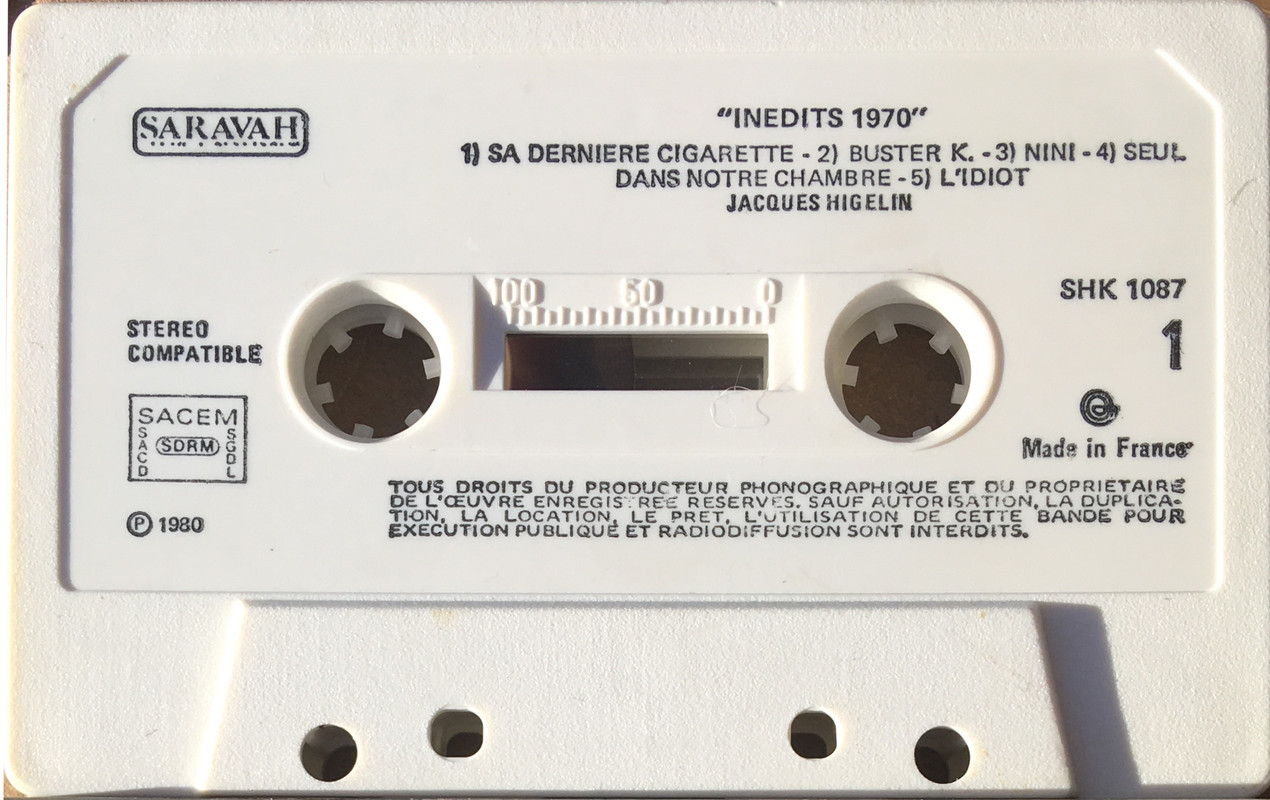 SARAVAH
"INEDITS 1970"
1) SA DERNIERE CIGARETTE - 2) BUSTER K. - 3) NINI - 4) SEUL
DANS NOTRE CHAMBRE - 5) L'IDIOT
JACQUES HIGELIN
100 50 0
SHK 1087
1
STEREO
COMPATIBLE
SACEM
SACD
SDRM
SGDL
Made in France
Ⓟ 1980
TOUS DROITS DU PRODUCTEUR PHONOGRAPHIQUE ET DU PROPRIETAIRE
DE L'ŒUVRE ENREGISTREE RESERVES. SAUF AUTORISATION, LA DUPLICA-
TION, LA LOCATION, LE PRET, L'UTILISATION DE CETTE BANDE POUR
EXECUTION PUBLIQUE ET RADIODIFFUSION SONT INTERDITS.